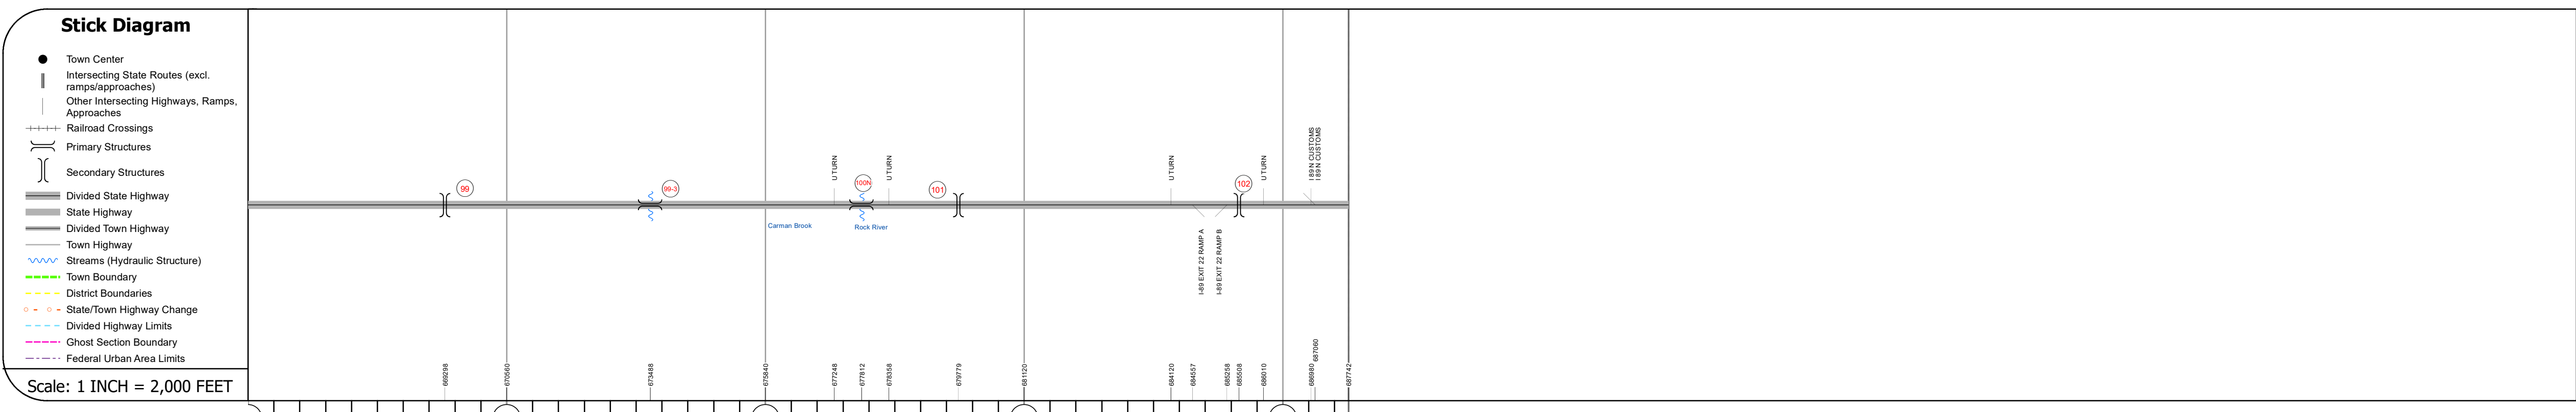 Stick Diagram
Town Center
Intersecting State Routes (excl.
ramps/approaches)
Other Intersecting Highways, Ramps,
Approaches
Railroad Crossings
Primary Structures
Secondary Structures
Divided State Highway
State Highway
Divided Town Highway
Town Highway
Streams (Hydraulic Structure)
Town Boundary
District Boundaries
State/Town Highway Change
Divided Highway Limits
Ghost Section Boundary
Federal Urban Area Limits
Scale: 1 INCH = 2,000 FEET
99
99-3
U TURN
100N
U TURN
101
U TURN
102
U TURN
I 89 N CUSTOMS
I 89 N CUSTOMS
Carman Brook
Rock River
I-89 EXIT 22 RAMP A
I-89 EXIT 22 RAMP B
669298
670560
673488
675840
677248
677812
678358
679779
681120
684120
684557
685258
685508
686010
686980
687060
687742